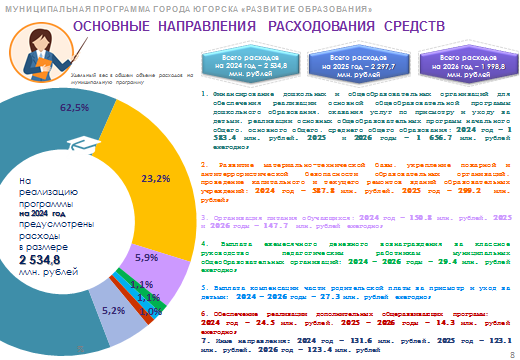 МУНИЦИПАЛЬНАЯ ПРОГРАММА ГОРОДА ЮГОРСКА «РАЗВИТИЕ ОБРАЗОВАНИЯ»
ОСНОВНЫЕ НАПРАВЛЕНИЯ РАСХОДОВАНИЯ СРЕДСТВ
Всего расходов
на 2024 год – 2 534,8
млн. рублей
Всего расходов
на 2025 год – 2 297,7
млн. рублей
Всего расходов
на 2026 год – 1 998,8
млн. рублей
Удельный вес в общем объеме расходов на
муниципальную программу
62,5%
23,2%
5,9%
1,1%
1,1%
1,0%
5,2%
На
реализацию
программы
на 2024 год
предусмотрены
расходы
в размере
2 534,8
млн. рублей
1. Финансирование дошкольных и общеобразовательных организаций для
обеспечения реализации основной общеобразовательной программы
дошкольного образования, оказания услуг по присмотру и уходу за
детьми, реализации основных общеобразовательных программ начального
общего, основного общего, среднего общего образования: 2024 год – 1
583.4 млн. рублей, 2025 и 2026 годы – 1 656.7 млн. рублей
ежегодно;
2. Развитие материально-технической базы, укрепление пожарной и
антитеррористической безопасности образовательных организаций,
проведение капитального и текущего ремонтов зданий образовательных
учреждений: 2024 год – 587.8 млн. рублей, 2025 год – 299.2 млн.
рублей;
3. Организация питания обучающихся: 2024 год – 150.8 млн. рублей, 2025
и 2026 годы – 147.7 млн. рублей ежегодно;
4. Выплата ежемесячного денежного вознаграждения за классное
руководство педагогическим работникам муниципальных
общеобразовательных организаций: 2024 – 2026 годы – 29.4 млн. рублей
ежегодно;
5. Выплата компенсации части родительской платы за присмотр и уход за
детьми: 2024 – 2026 годы – 27.3 млн. рублей ежегодно;
6. Обеспечение реализации дополнительных общеразвивающих программ:
2024 год – 24.5 млн. рублей, 2025 – 2026 годы – 14.3 млн. рублей
ежегодно;
7. Иные направления: 2024 год – 131.6 млн. рублей, 2025 год – 123.1
млн. рублей, 2026 год – 123.4 млн. рублей
8